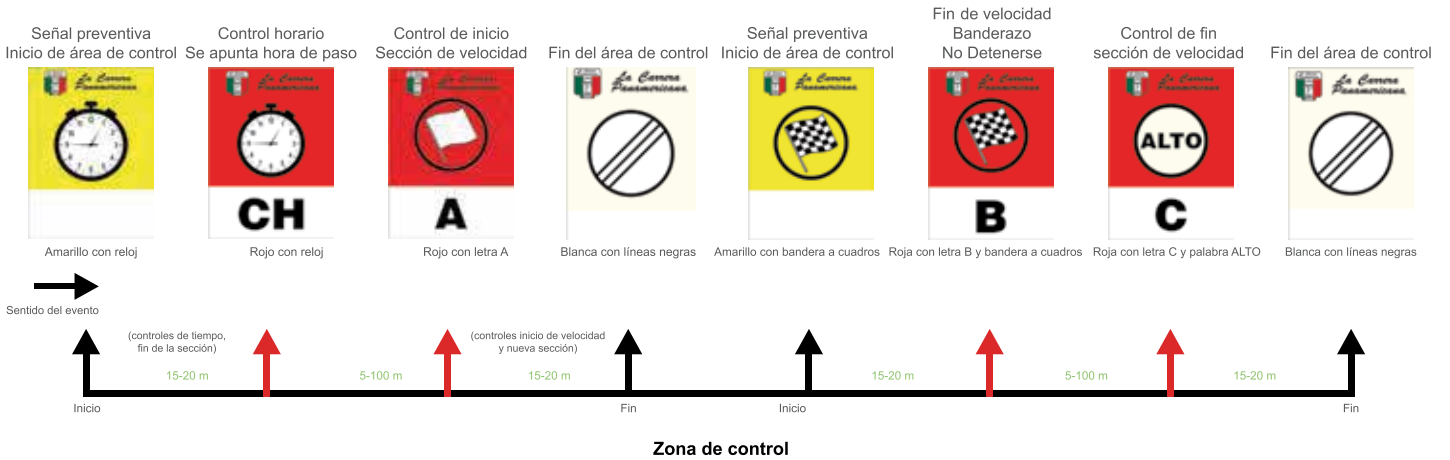 Señal preventiva
Inicio de área de control
Control horario
Se apunta hora de paso
Control de inicio
Sección de velocidad
Fin del área de control
Señal preventiva
Inicio de área de control
Fin de velocidad
Banderazo
No Detenerse
Control de fin
sección de velocidad
Fin del área de control
La Carrera
Panamericana
La Carrera
Panamericana
La Carrera
Panamericana
La Carrera
Panamericana
La Carrera
Panamericana
La Carrera
Panamericana
La Carrera
Panamericana
La Carrera
Panamericana
ALTO
CH
A
B
C
Amarillo con reloj
Rojo con reloj
Rojo con letra A
Blanca con líneas negras
Amarillo con bandera a cuadros
Roja con letra B y bandera a cuadros
Roja con letra C y palabra ALTO
Blanca con líneas negras
Sentido del evento
(controles de tiempo,
fin de la sección)
(controles inicio de velocidad
y nueva sección)
15-20 m
5-100 m
15-20 m
15-20 m
5-100 m
15-20 m
Inicio
Fin
Inicio
Fin
Zona de control